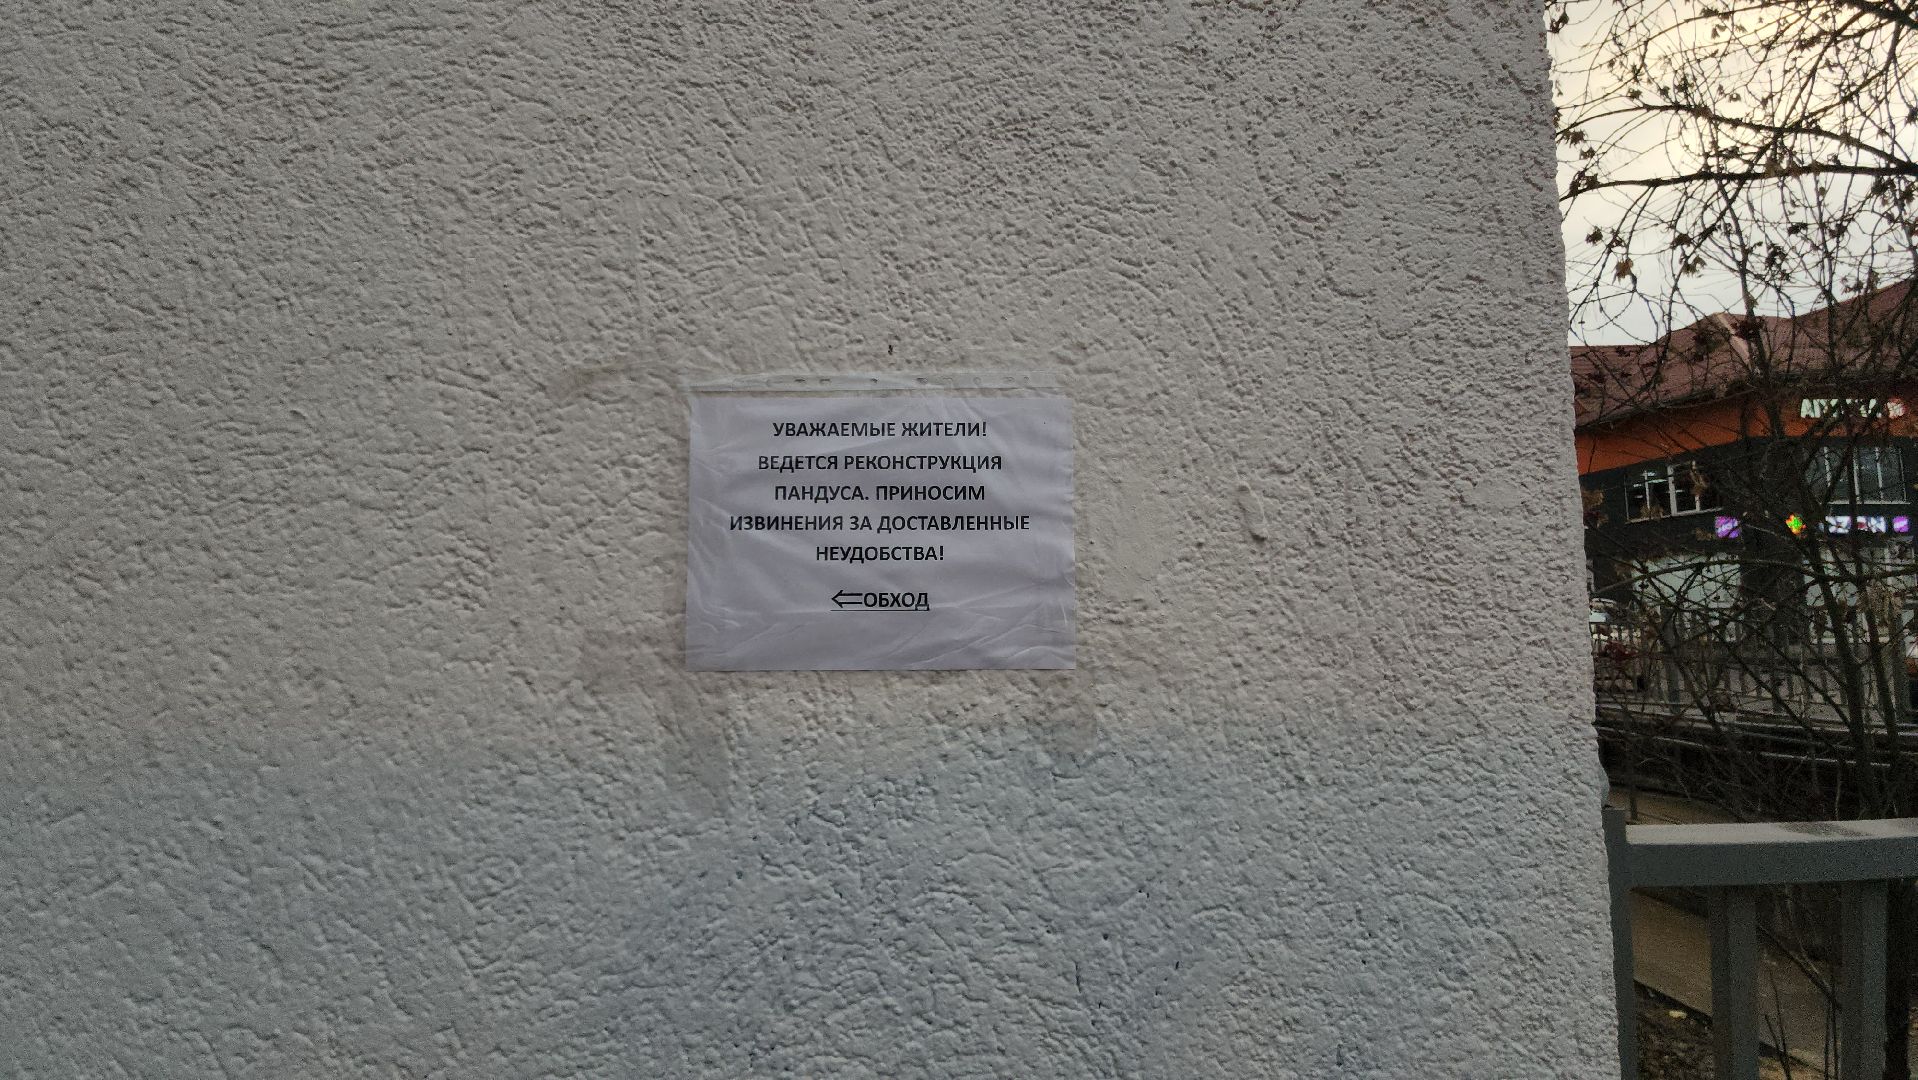 УВАЖАЕМЫЕ ЖИТЕЛИ!
ВЕДЕТСЯ РЕКОНСТРУКЦИЯ
ПАНДУСА. ПРИНОСИМ
ИЗВИНЕНИЯ ЗА ДОСТАВЛЕННЫЕ
НЕУДОБСТВА!
⇐ОБХОД